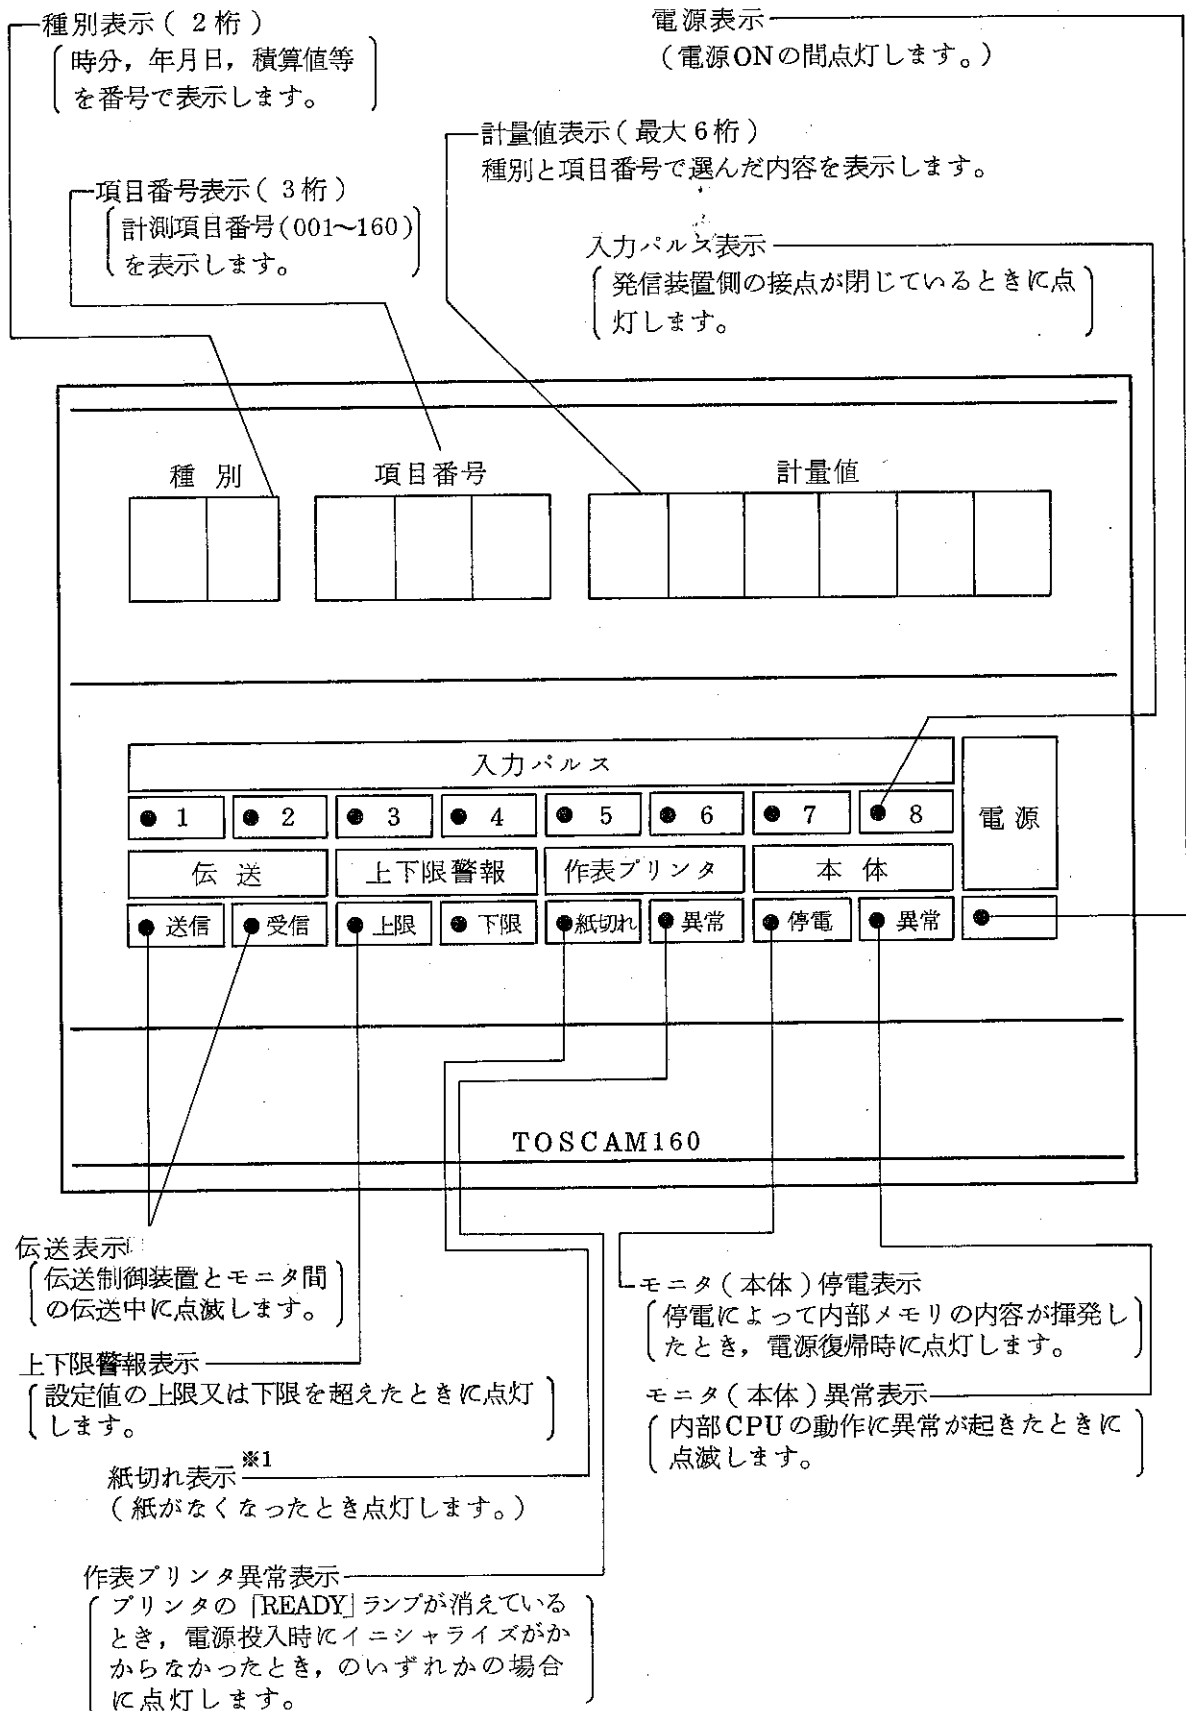 種別表示(2桁)
時分，年月日，積算値等
を番号で表示します。
電源表示
(電源ONの間点灯します。)
計量値表示(最大6桁)
種別と項目番号で選んだ内容を表示します。
項目番号表示(3桁)
計測項目番号(001〜160)
を表示します。
入力パルス表示
発信装置側の接点が閉じているときに点
灯します。
種別 項目番号 計量値
入力パルス
1 2 3 4 5 6 7 8 電源
伝送 上下限警報 作表プリンタ 本体
送信 受信 上限 下限 紙切れ 異常 停電 異常
TOSCAM160
伝送表示
伝送制御装置とモニタ間
の伝送中に点滅します。
モニタ(本体)停電表示
停電によって内部メモリの内容が揮発し
たとき，電源復帰時に点灯します。
上下限警報表示
設定値の上限又は下限を超えたときに点灯
します。
モニタ(本体)異常表示
内部CPUの動作に異常が起きたときに
点滅します。
紙切れ表示※1
(紙がなくなったとき点灯します。)
作表プリンタ異常表示
プリンタの「READY」ランプが消えている
とき，電源投入時にイニシャライズがか
からなかったとき，のいずれかの場合
に点灯します。